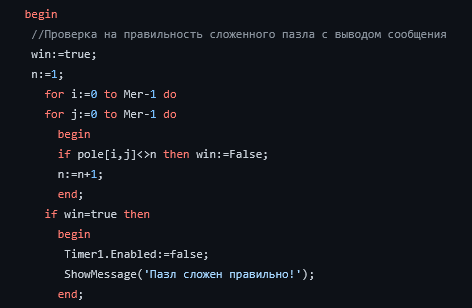 begin
//Проверка на правильность сложенного пазла с выводом сообщения
win:=true;
n:=1;
for i:=0 to Mer-1 do
for j:=0 to Mer-1 do
begin
if pole[i,j]<>n then win:=False;
n:=n+1;
end;
if win=true then
begin
Timer1.Enabled:=false;
ShowMessage('Пазл сложен правильно!');
end;